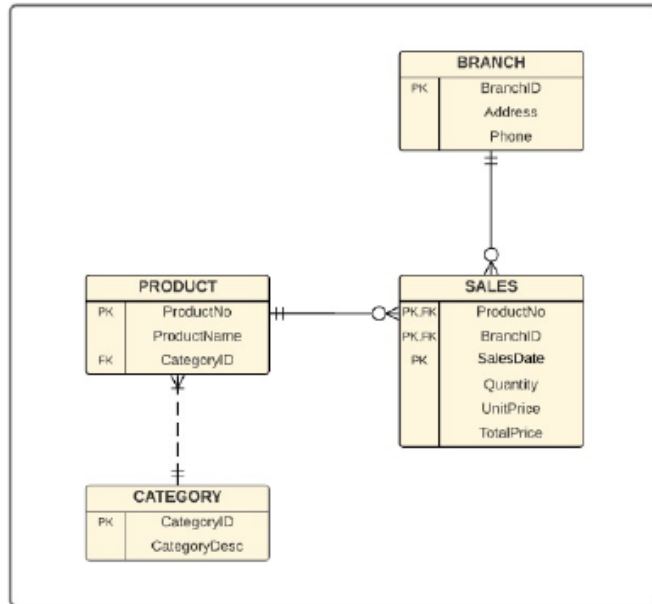 BRANCH
PK BranchID
Address
Phone
PRODUCT
PK ProductNo
ProductName
FK CategoryID
SALES
PK,FK ProductNo
PK,FK BranchID
PK SalesDate
Quantity
UnitPrice
TotalPrice
CATEGORY
PK CategoryID
CategoryDesc